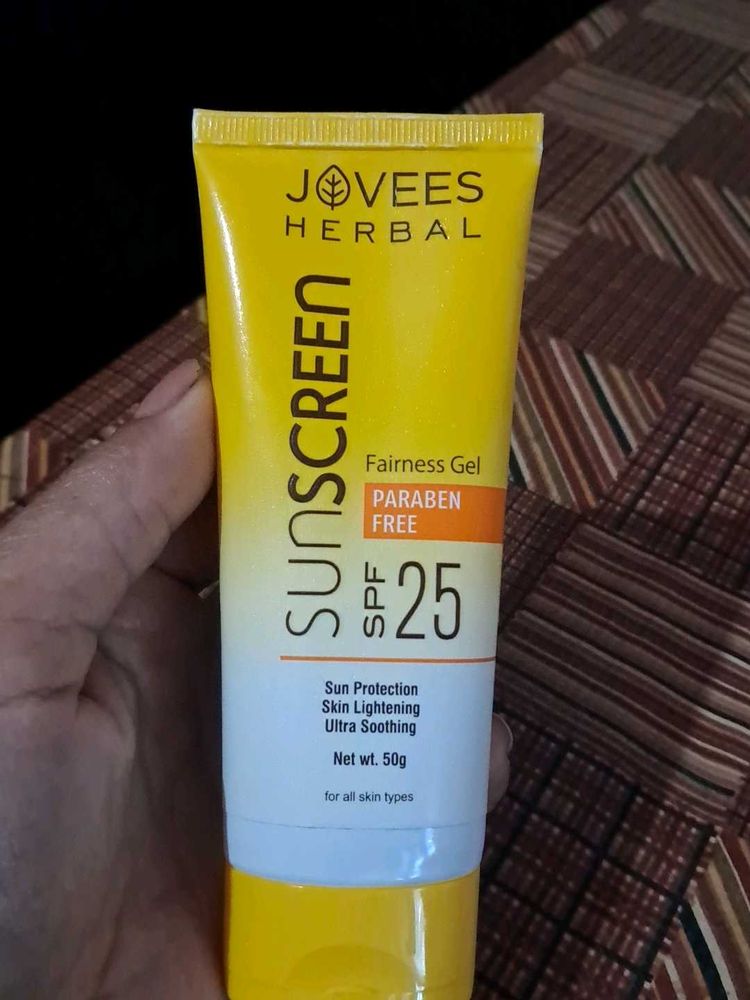 JOVEES
HERBAL
SUNSCREEN
Fairness Gel
PARABEN
FREE
SPF 25
Sun Protection
Skin Lightening
Ultra Soothing
Net wt. 50g
for all skin types